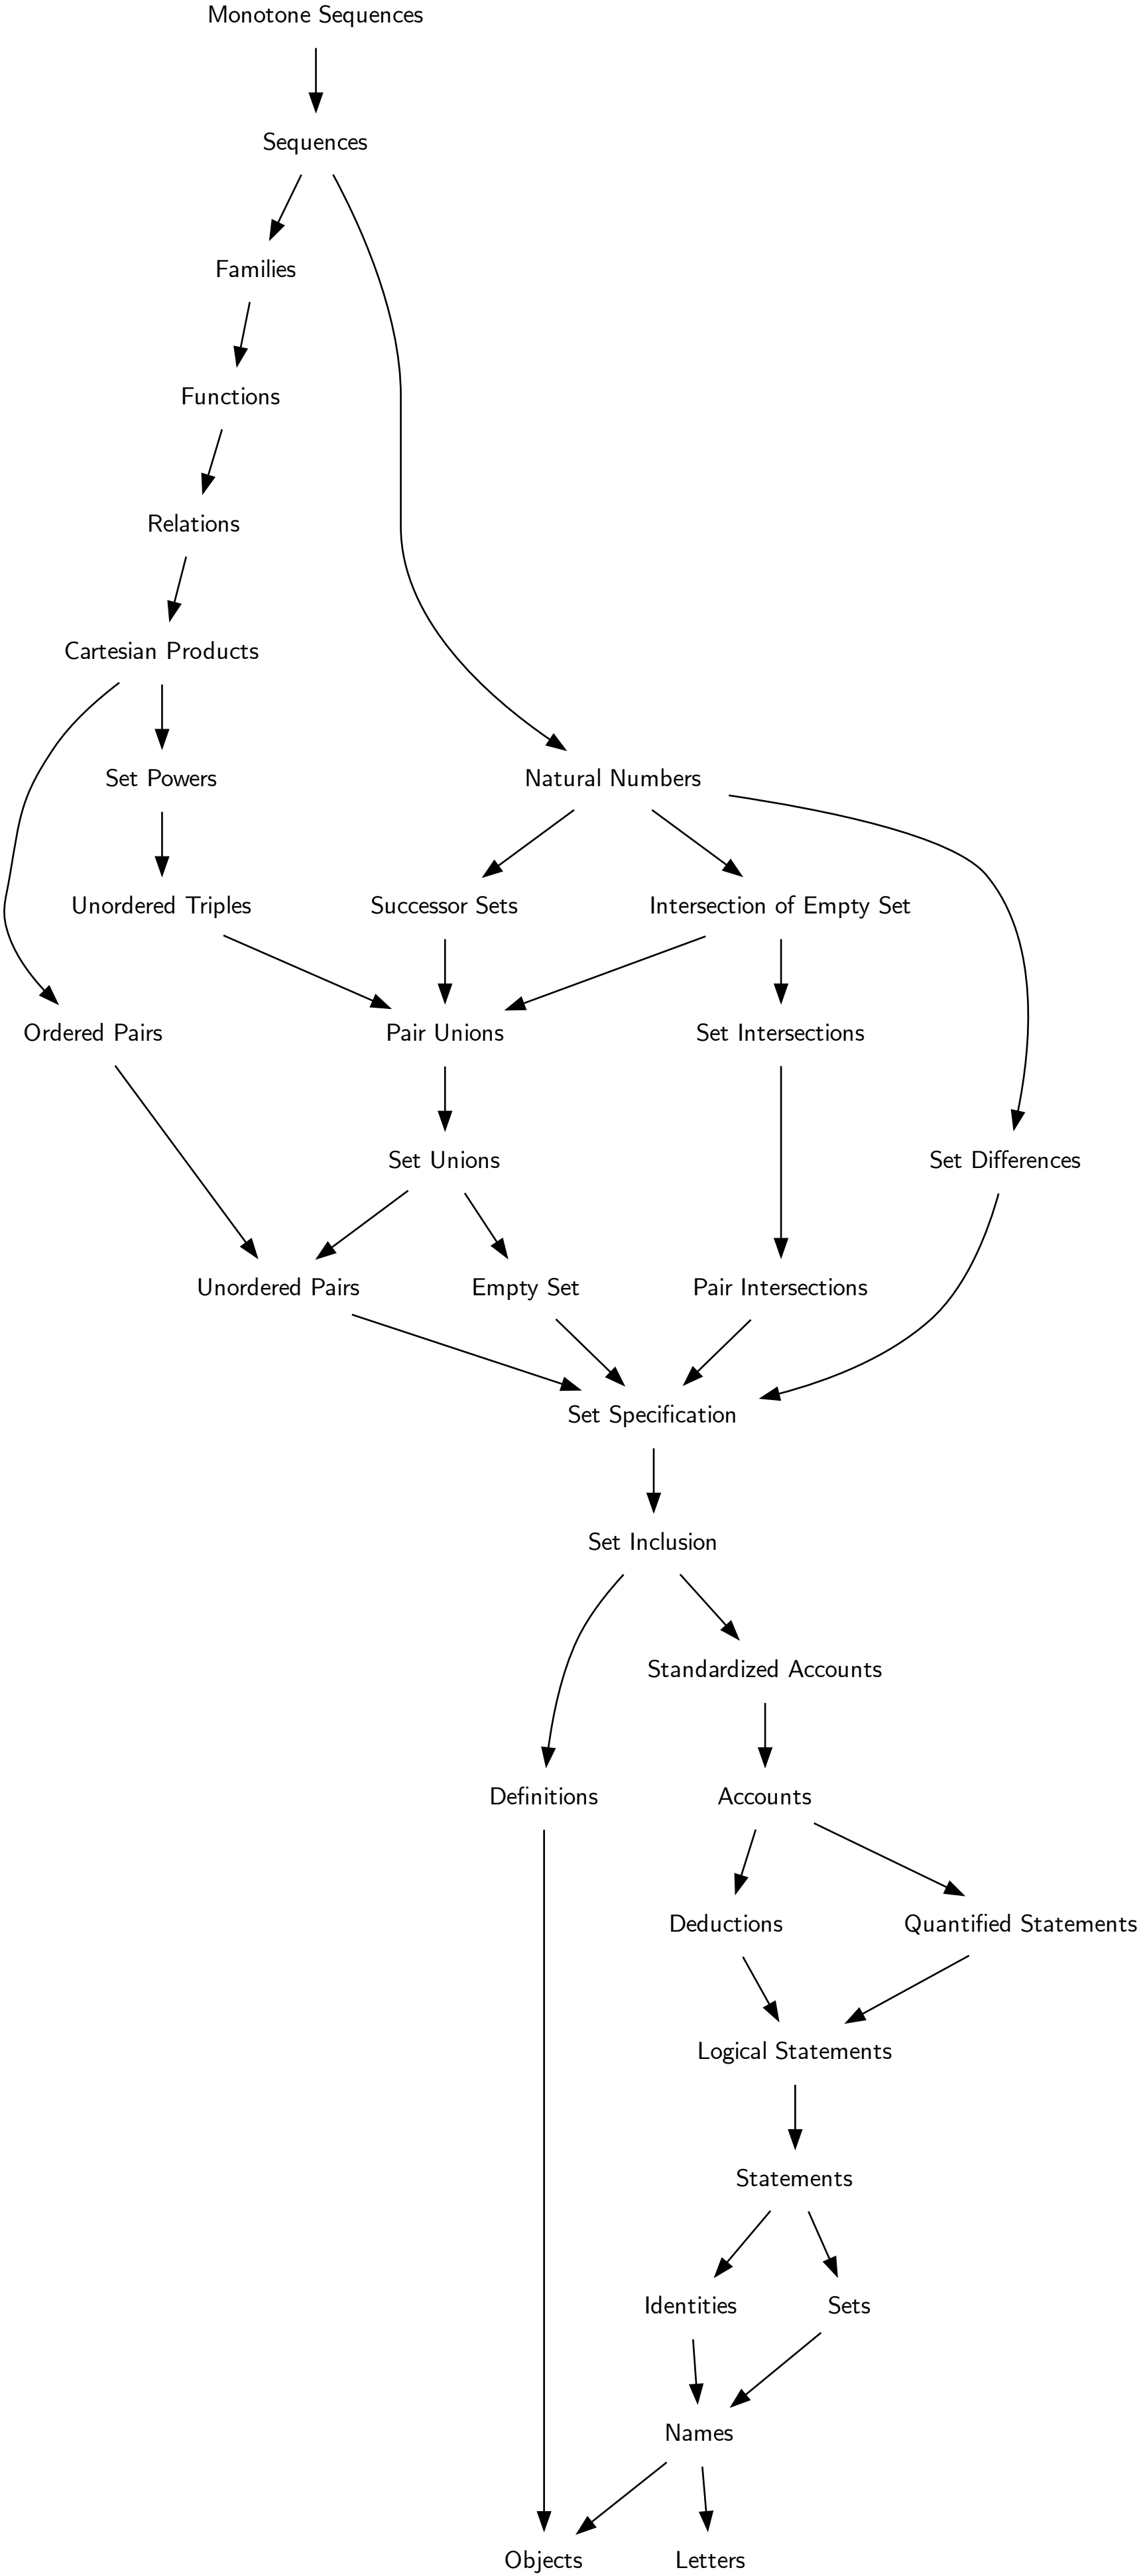 Monotone Sequences
Sequences
Families
Functions
Relations
Cartesian Products
Set Powers
Natural Numbers
Unordered Triples
Successor Sets
Intersection of Empty Set
Ordered Pairs
Pair Unions
Set Intersections
Set Unions
Set Differences
Unordered Pairs
Empty Set
Pair Intersections
Set Specification
Set Inclusion
Standardized Accounts
Definitions
Accounts
Deductions
Quantified Statements
Logical Statements
Statements
Identities
Sets
Names
Objects
Letters